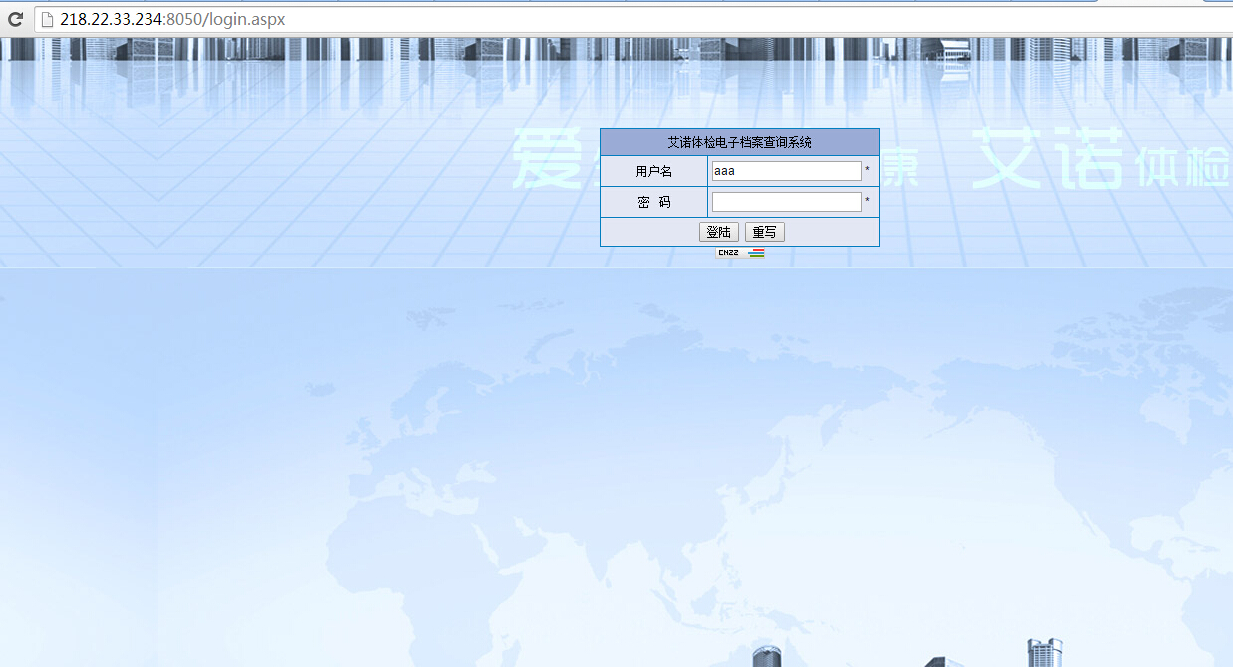 218.22.33.234:8050/login.aspx
爱
康 艾诺体检
艾诺体检电子档案查询系统
用户名 aaa *
密 码 *
登陆 重写
CNZZ